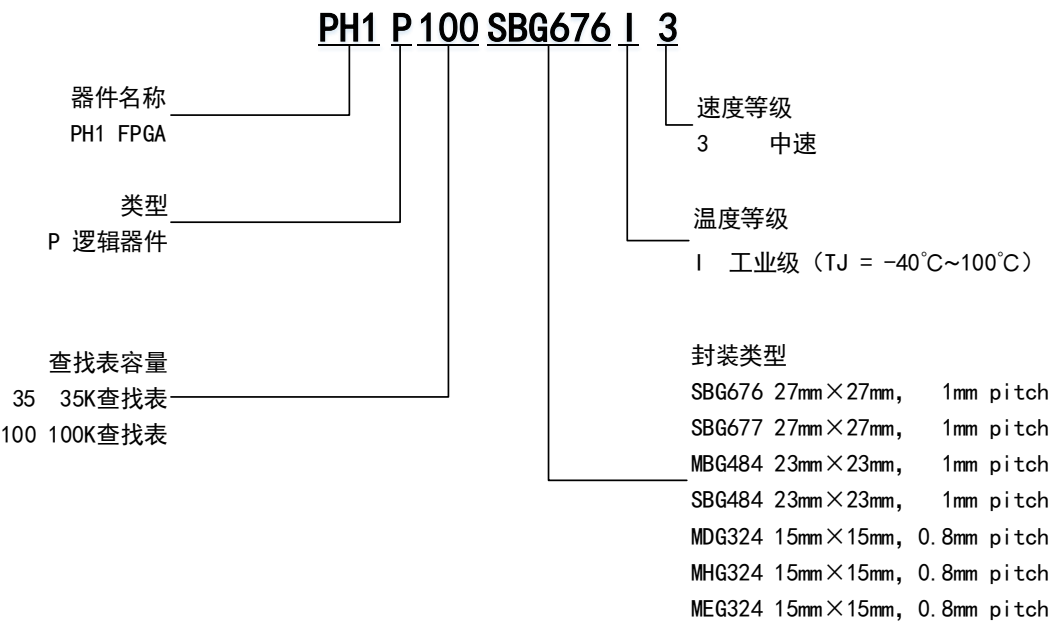 PH1 P 100 SBG676 I 3
器件名称
PH1 FPGA
类型
P 逻辑器件
查找表容量
35 35K查找表
100 100K查找表
速度等级
3 中速
温度等级
I 工业级（TJ = -40℃~100℃）
封装类型
SBG676 27mm×27mm, 1mm pitch
SBG677 27mm×27mm, 1mm pitch
MBG484 23mm×23mm, 1mm pitch
SBG484 23mm×23mm, 1mm pitch
MDG324 15mm×15mm, 0.8mm pitch
MHG324 15mm×15mm, 0.8mm pitch
MEG324 15mm×15mm, 0.8mm pitch